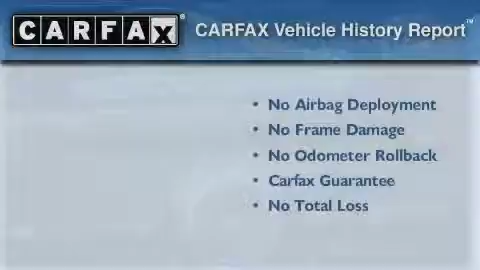 CARFAX® CARFAX Vehicle History Report™
• No Airbag Deployment
• No Frame Damage
• No Odometer Rollback
• Carfax Guarantee
• No Total Loss